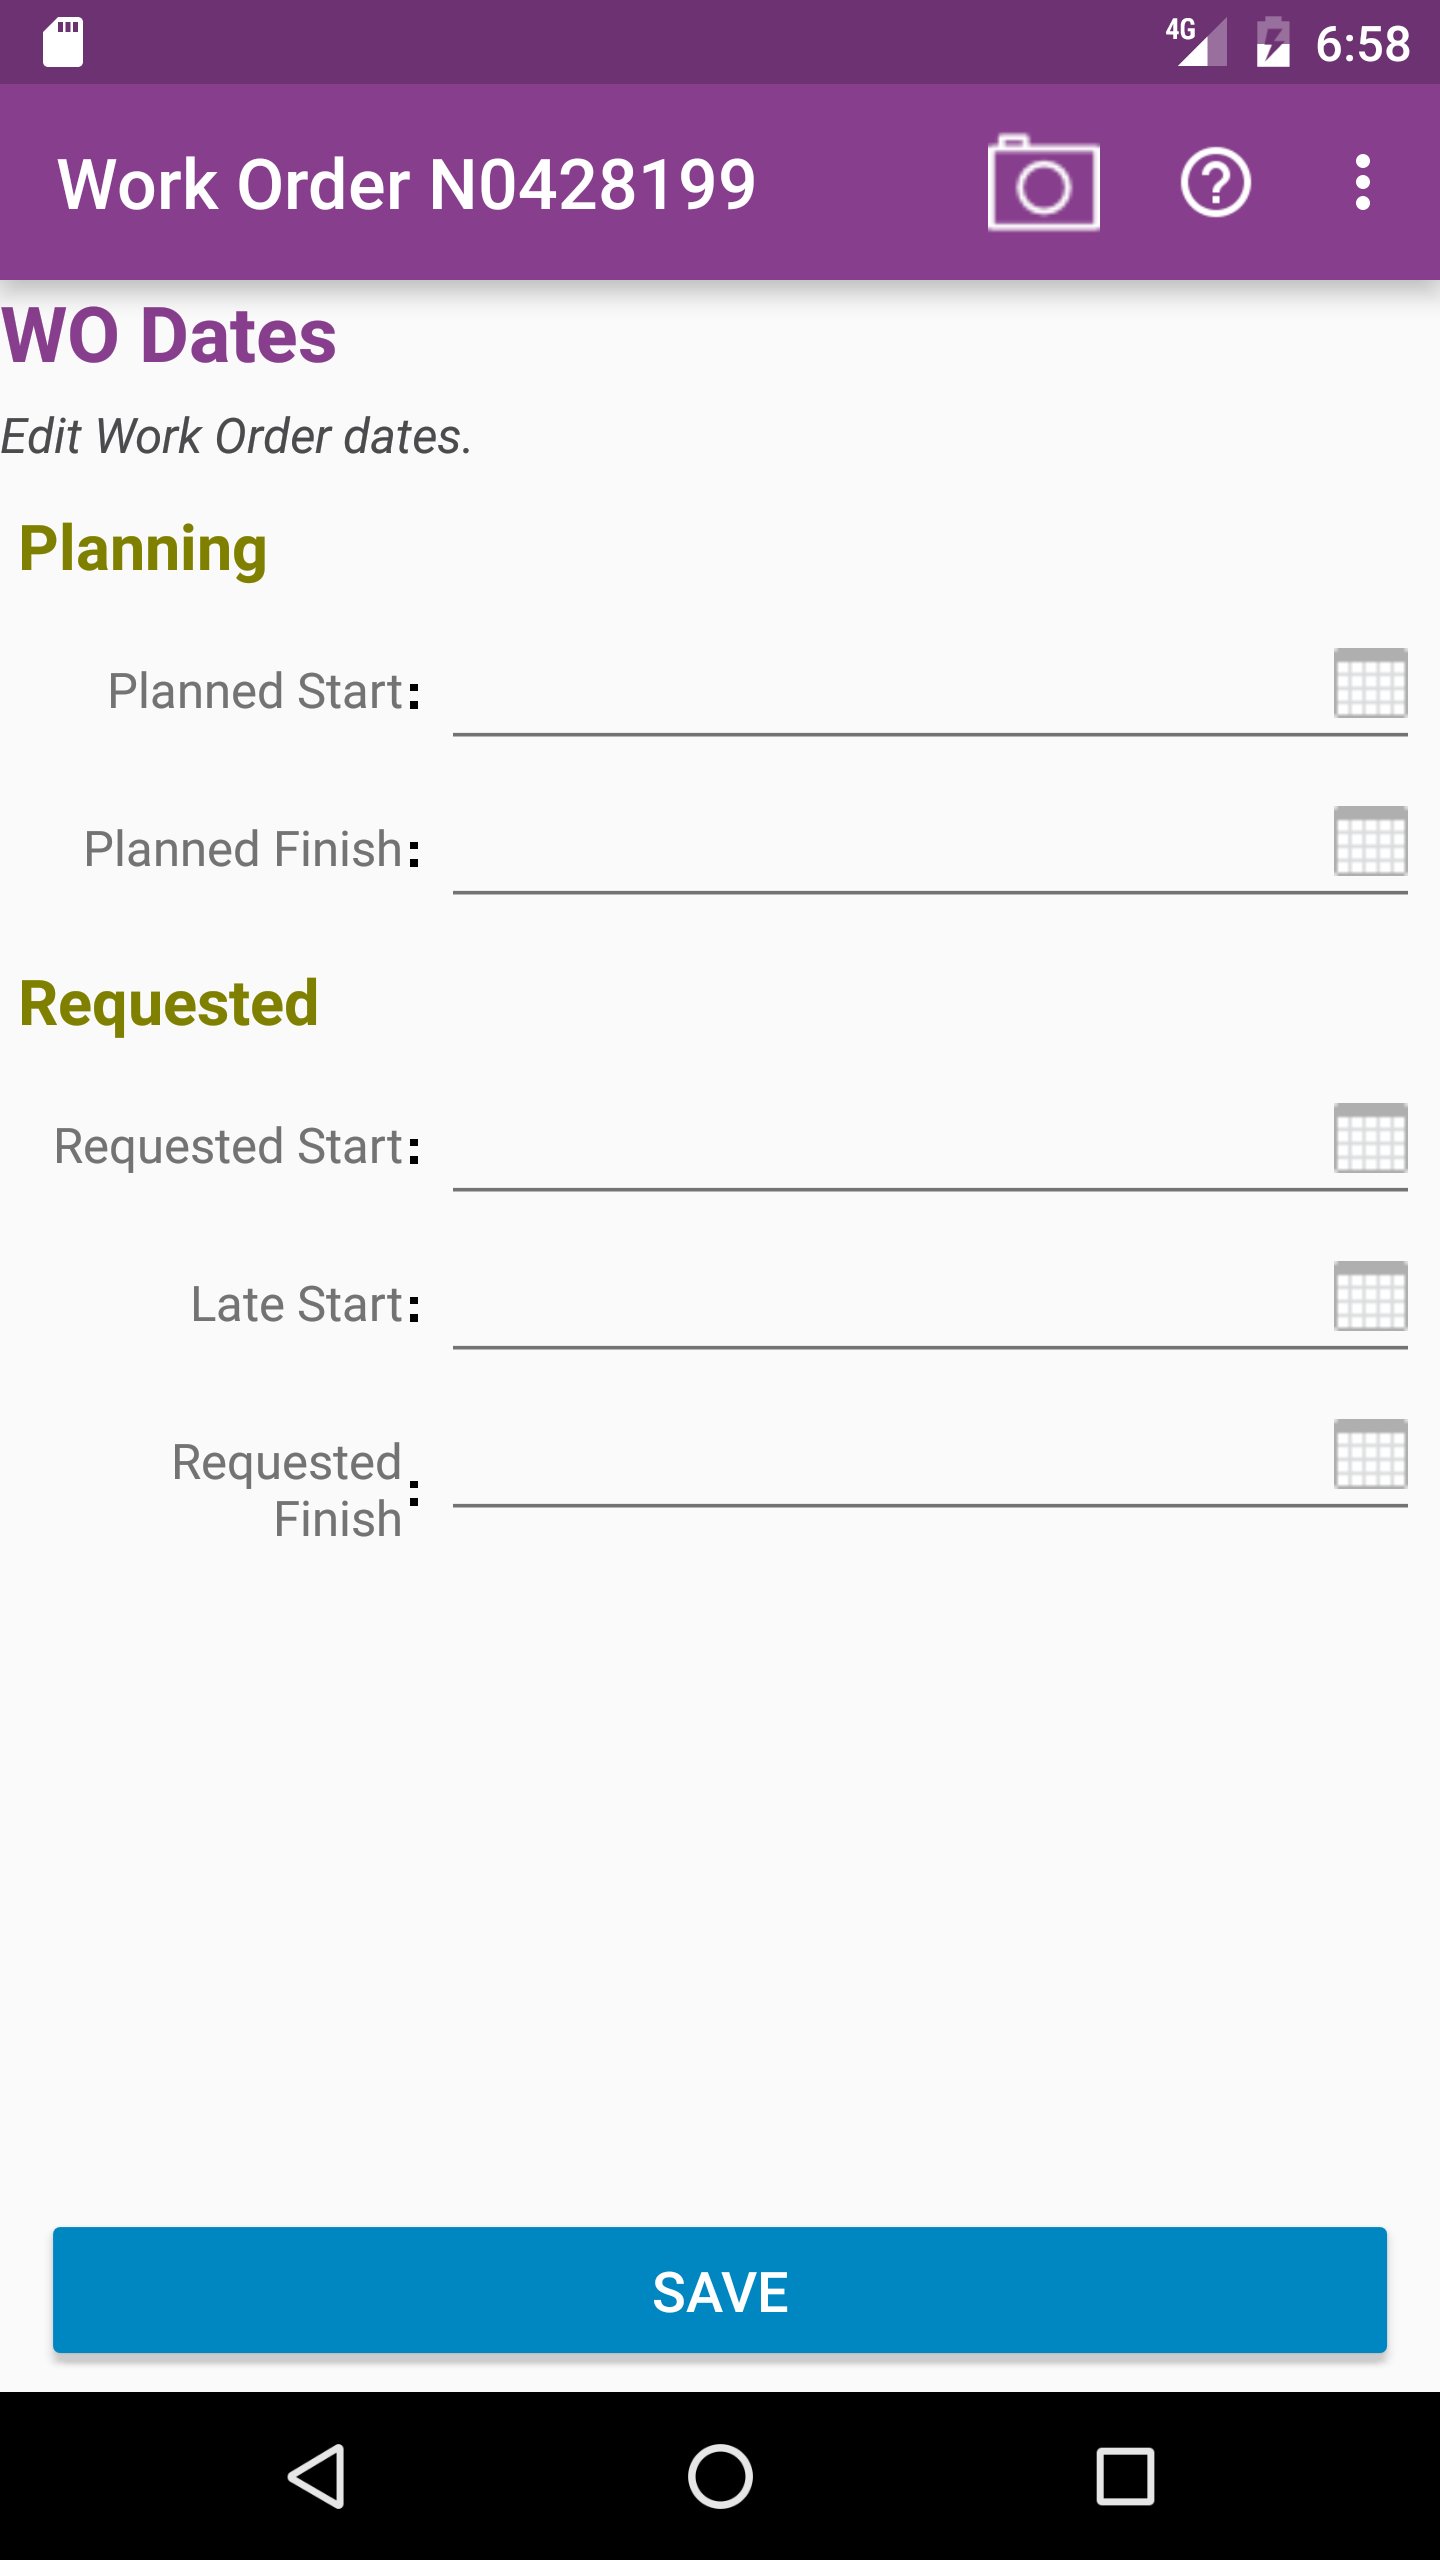 4G 6:58
Work Order N0428199
WO Dates
Edit Work Order dates.
Planning
Planned Start:
Planned Finish:
Requested
Requested Start:
Late Start:
Requested
Finish:
SAVE